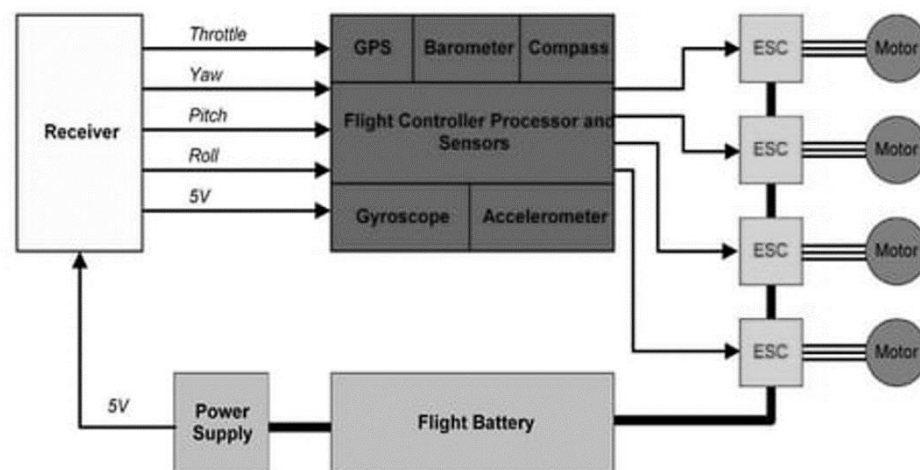 Throttle
Yaw
Pitch
Roll
5V
Receiver
GPS
Barometer
Compass
Flight Controller Processor and
Sensors
Gyroscope
Accelerometer
ESC
Motor
ESC
Motor
ESC
Motor
ESC
Motor
5V
Power
Supply
Flight Battery